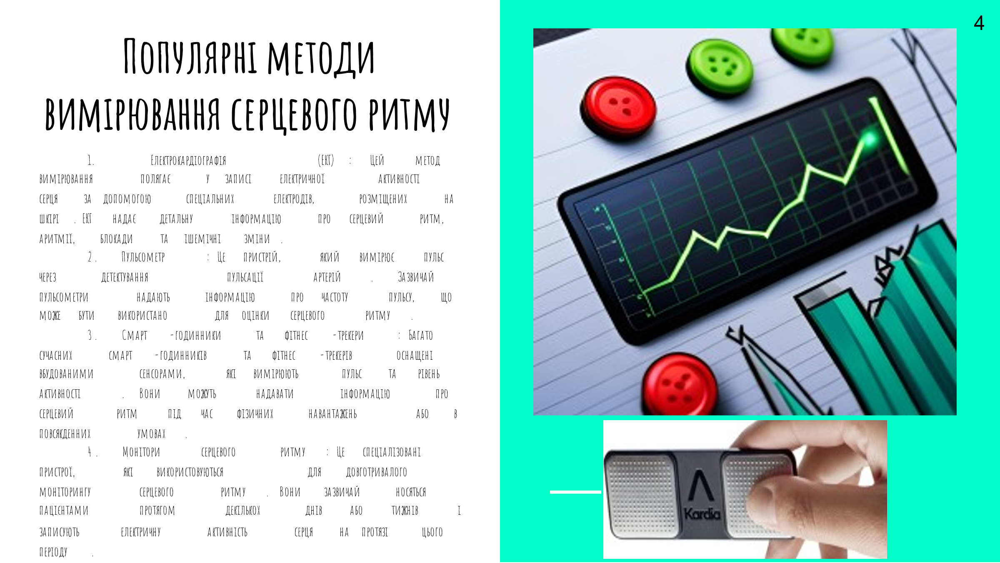 4
Популярні методи
вимірювання серцевого ритму
1. Електрокардіографія (ЕКГ) : Цей метод
вимірювання полягає у записі електричної активності
серця за допомогою спеціальних електродів, розміщених на
шкірі . ЕКГ надає детальну інформацію про серцевий ритм,
аритмії, блокади та ішемічні зміни .
2. Пульсометр : Це пристрій, який вимірює пульс
через детектування пульсації артерій . Зазвичай
пульсометри надають інформацію про частоту пульсу, що
може бути використано для оцінки серцевого ритму .
3. Смарт -годинники та фітнес -трекери : Багато
сучасних смарт -годинників та фітнес -трекерів оснащені
вбудованими сенсорами, які вимірюють пульс та рівень
активності . Вони можуть надавати інформацію про
серцевий ритм під час фізичних навантажень або в
повсякденних умовах .
4. Монітори серцевого ритму : Це спеціалізовані
пристрої, які використовуються для довготривалого
моніторингу серцевого ритму . Вони зазвичай носяться
пацієнтами протягом декількох днів або тижнів і
записують електричну активність серця на протязі цього
періоду .
Kardia